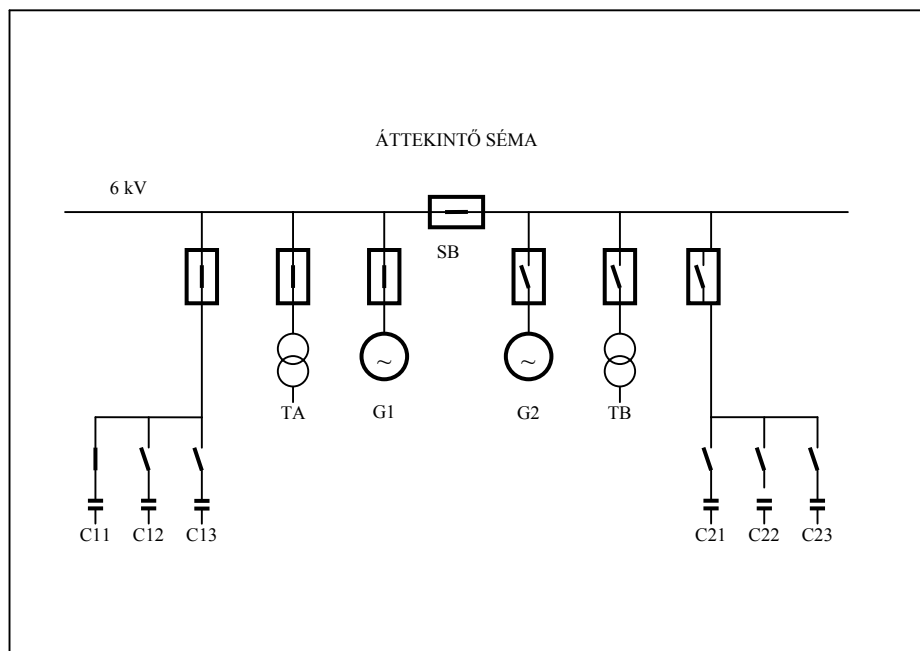 ÁTTEKINTŐ SÉMA
6 kV
SB
~ ~
TA G1 G2 TB
C11 C12 C13 C21 C22 C23